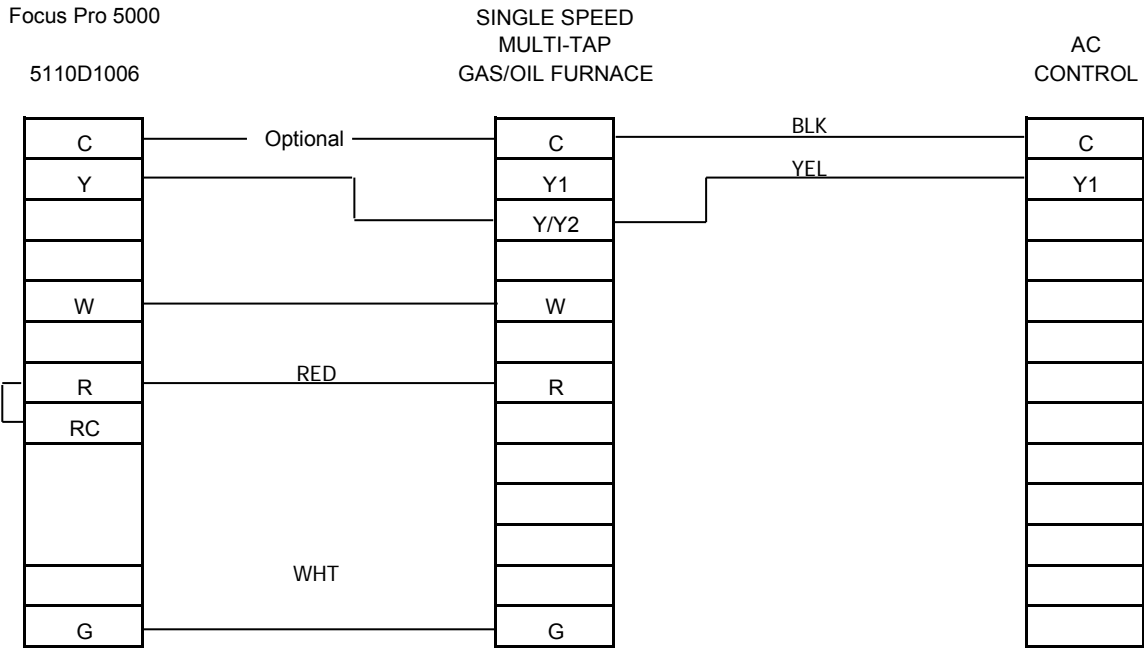 Focus Pro 5000
5110D1006
SINGLE SPEED
MULTI-TAP
GAS/OIL FURNACE
AC
CONTROL
C Optional C BLK C
Y Y1 YEL Y1
Y/Y2
W W
R RED R
RC
WHT
G G